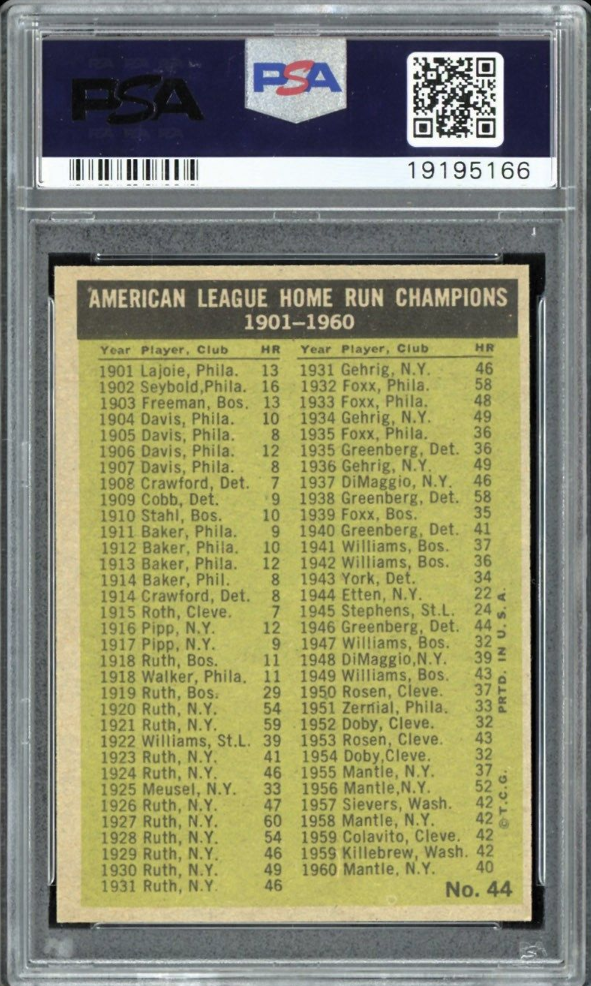 PSA
PSA
19195166
AMERICAN LEAGUE HOME RUN CHAMPIONS
1901-1960
Year Player, Club HR
1901 Lajoie, Phila. 13
1902 Seybold,Phila. 16
1903 Freeman, Bos. 13
1904 Davis, Phila. 10
1905 Davis, Phila. 8
1906 Davis, Phila. 12
1907 Davis, Phila. 8
1908 Crawford, Det. 7
1909 Cobb, Det. 9
1910 Stahl, Bos. 10
1911 Baker, Phila. 9
1912 Baker, Phila. 10
1913 Baker, Phila. 12
1914 Baker, Phil. 8
1914 Crawford, Det. 8
1915 Roth, Cleve. 7
1916 Pipp, N.Y. 12
1917 Pipp, N.Y. 9
1918 Ruth, Bos. 11
1918 Walker, Phila. 11
1919 Ruth, Bos. 29
1920 Ruth, N.Y. 54
1921 Ruth, N.Y. 59
1922 Williams, St.L. 39
1923 Ruth, N.Y. 41
1924 Ruth, N.Y. 46
1925 Meusel, N.Y. 33
1926 Ruth, N.Y. 47
1927 Ruth, N.Y. 60
1928 Ruth, N.Y. 54
1929 Ruth, N.Y. 46
1930 Ruth, N.Y. 49
1931 Ruth, N.Y. 46
Year Player, Club HR
1931 Gehrig, N.Y. 46
1932 Foxx, Phila. 58
1933 Foxx, Phila. 48
1934 Gehrig, N.Y. 49
1935 Foxx, Phila. 36
1935 Greenberg, Det. 36
1936 Gehrig, N.Y. 49
1937 DiMaggio, N.Y. 46
1938 Greenberg, Det. 58
1939 Foxx, Bos. 35
1940 Greenberg, Det. 41
1941 Williams, Bos. 37
1942 Williams, Bos. 36
1943 York, Det. 34
1944 Etten, N.Y. 22
1945 Stephens, St.L. 24
1946 Greenberg, Det. 44
1947 Williams, Bos. 32
1948 DiMaggio,N.Y. 39
1949 Williams, Bos. 43
1950 Rosen, Cleve. 37
1951 Zernial, Phila. 33
1952 Doby, Cleve. 32
1953 Rosen, Cleve. 43
1954 Doby,Cleve. 32
1955 Mantle, N.Y. 37
1956 Mantle,N.Y. 52
1957 Sievers, Wash. 42
1958 Mantle, N.Y. 42
1959 Colavito, Cleve. 42
1959 Killebrew, Wash. 42
1960 Mantle, N.Y. 40
No. 44
© T.C.G. PRTD. IN U.S.A.